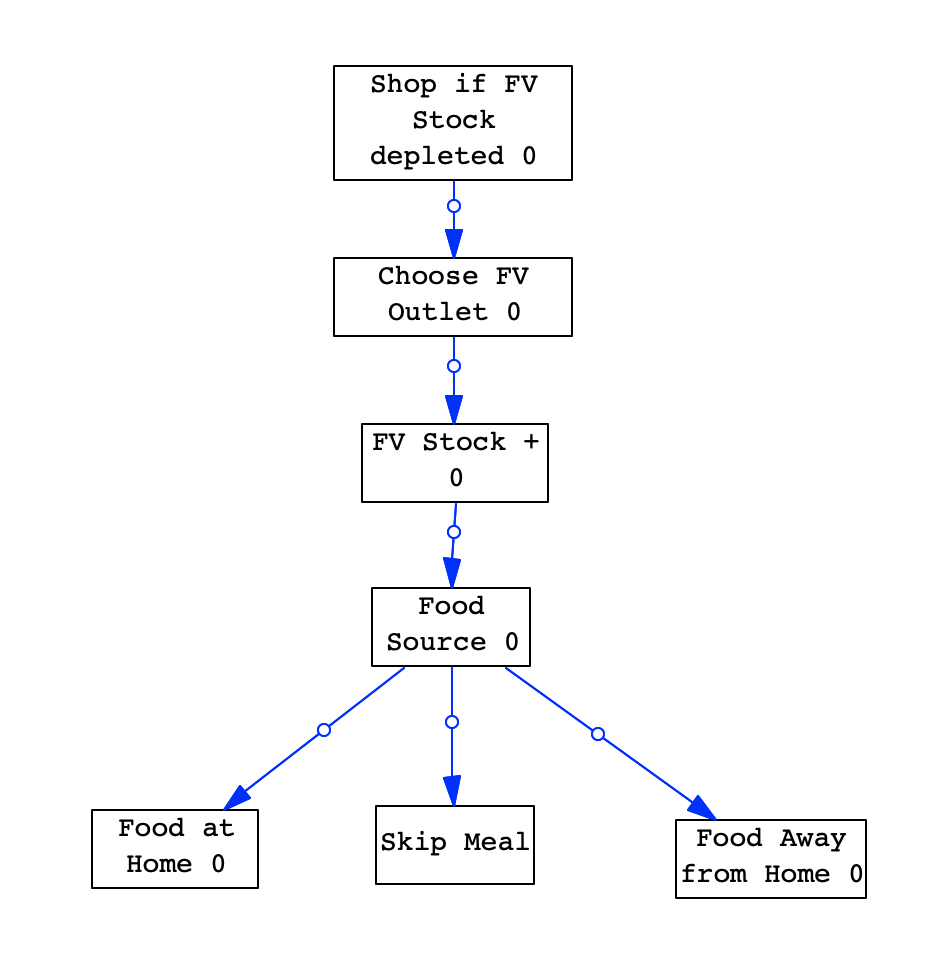 Shop if FV
Stock
depleted 0
Choose FV
Outlet 0
FV Stock +
0
Food
Source 0
Food at
Home 0
Skip Meal
Food Away
from Home 0